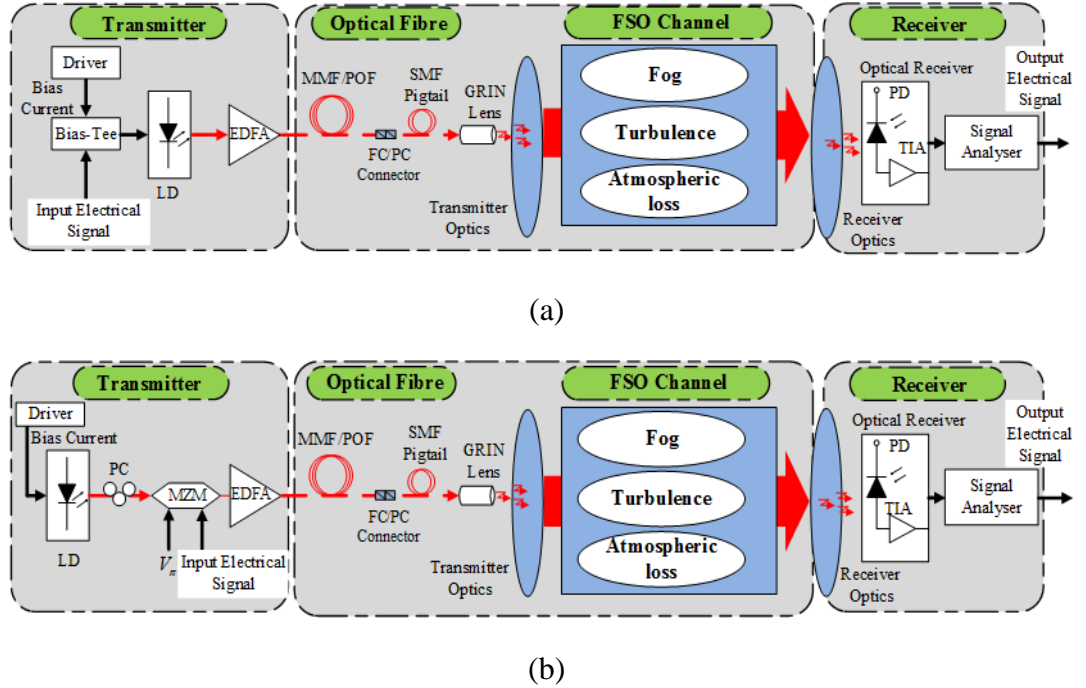 Transmitter
Optical Fibre
FSO Channel
Receiver
Driver
Bias
Current
Bias-Tee
Input Electrical
Signal
LD
EDFA
MMF/POF
FC/PC
Connector
SMF
Pigtail
GRIN
Lens
Transmitter
Optics
Fog
Turbulence
Atmospheric
loss
Optical Receiver
PD
TIA
Receiver
Optics
Signal
Analyser
Output
Electrical
Signal
(a)
Transmitter
Optical Fibre
FSO Channel
Receiver
Driver
Bias Current
LD
PC
MZM
Vπ
Input Electrical
Signal
EDFA
MMF/POF
FC/PC
Connector
SMF
Pigtail
GRIN
Lens
Transmitter
Optics
Fog
Turbulence
Atmospheric
loss
Optical Receiver
PD
TIA
Receiver
Optics
Signal
Analyser
Output
Electrical
Signal
(b)